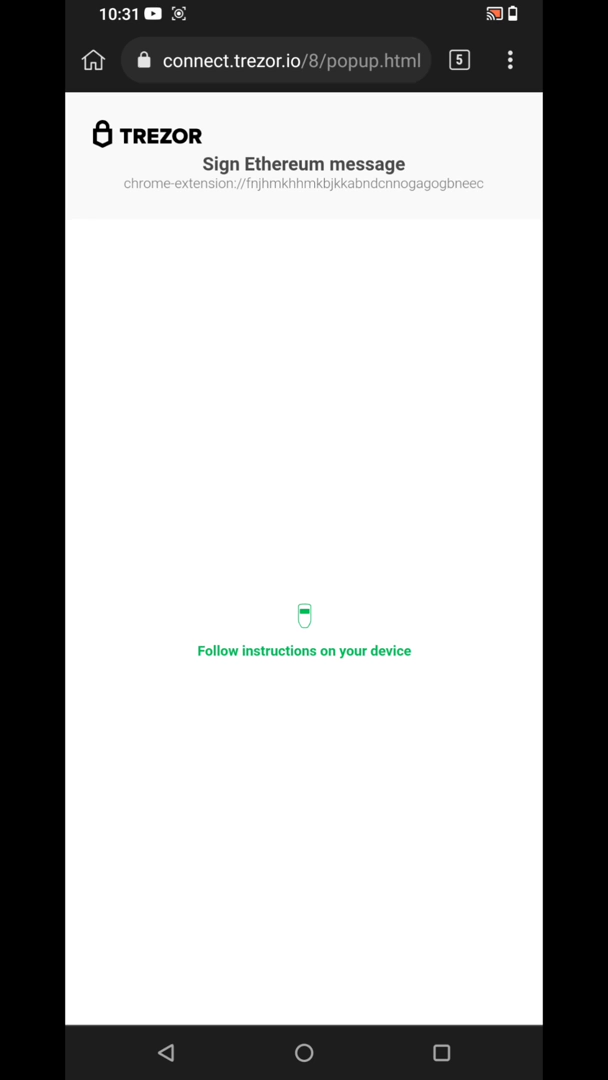 10:31
connect.trezor.io/8/popup.html
5
TREZOR
Sign Ethereum message
chrome-extension://fnjhmkhhmkbjkkabndcnnogagogbneec
Follow instructions on your device